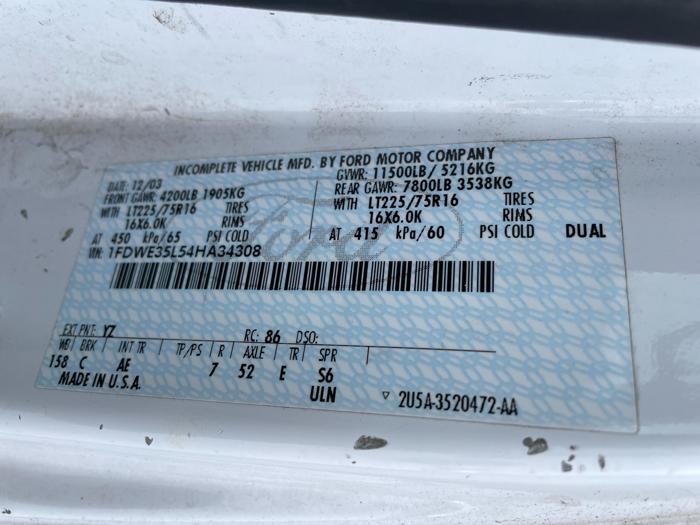 INCOMPLETE VEHICLE MFD. BY FORD MOTOR COMPANY
DATE: 12/03 GVWR: 11500LB/ 5216KG
FRONT GAWR: 4200LB 1905KG REAR GAWR: 7800LB 3538KG
WITH LT225/75R16 TIRES WITH LT225/75R16 TIRES
16X6.0K RIMS 16X6.0K RIMS
AT 450 kPa/65 PSI COLD AT 415 kPa/60 PSI COLD DUAL
VIN: 1FDWE35L54HA34308
Ford
EXT PNT: YZ RC: 86 DSO:
WB BRK INT TR TP/PS R AXLE TR SPR
158 C AE 7 52 E S6
MADE IN U.S.A. ULN ▽ 2U5A-3520472-AA